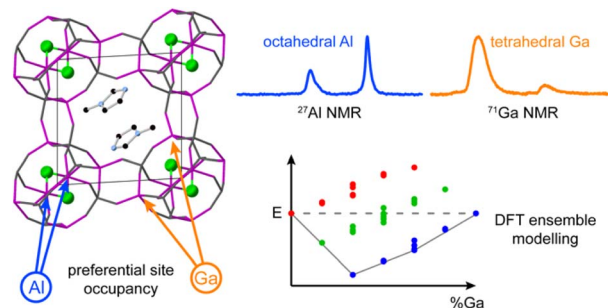 octahedral Al
tetrahedral Ga
²⁷Al NMR
⁷¹Ga NMR
E
DFT ensemble
modelling
%Ga
Al
preferential site
occupancy
Ga